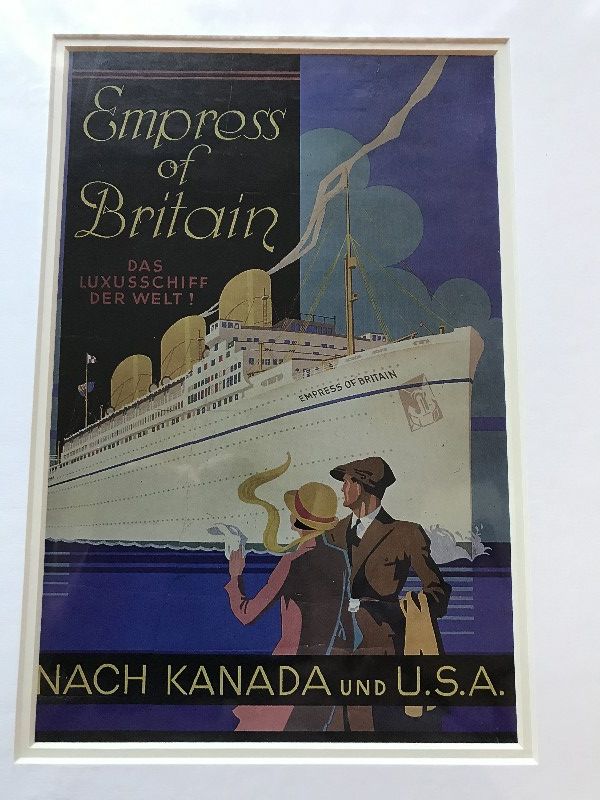 Empress
of
Britain
DAS
LUXUSSCHIFF
DER WELT!
EMPRESS OF BRITAIN
NACH KANADA UND U.S.A.